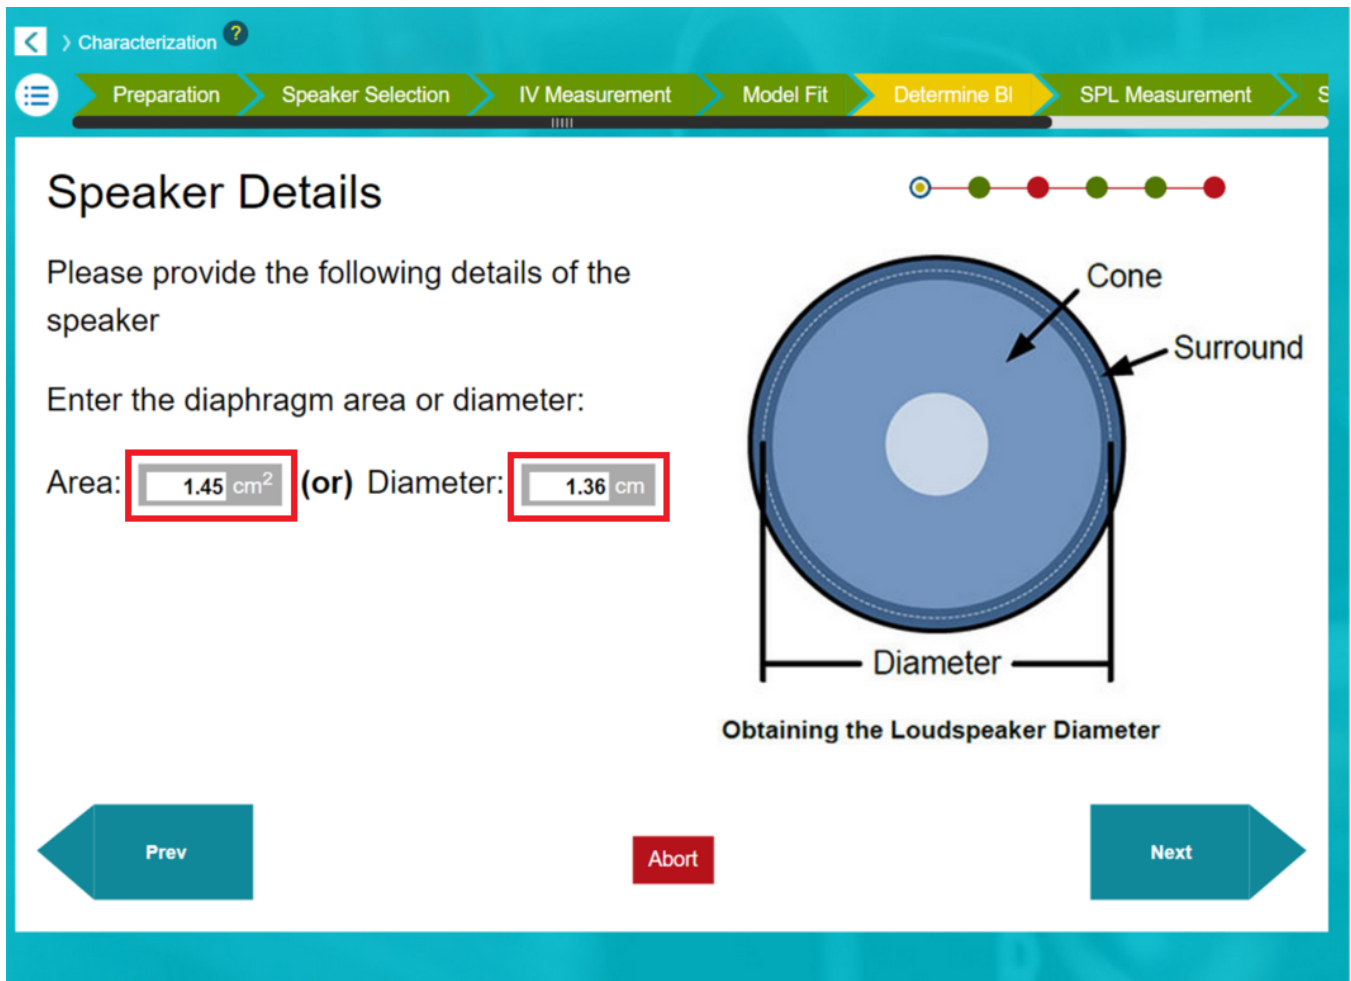 Characterization ?
Preparation Speaker Selection IV Measurement Model Fit Determine Bl SPL Measurement S
Speaker Details
Please provide the following details of the
speaker
Enter the diaphragm area or diameter:
Area: 1.45 cm² (or) Diameter: 1.36 cm
Cone
Surround
Diameter
Obtaining the Loudspeaker Diameter
Prev
Abort
Next